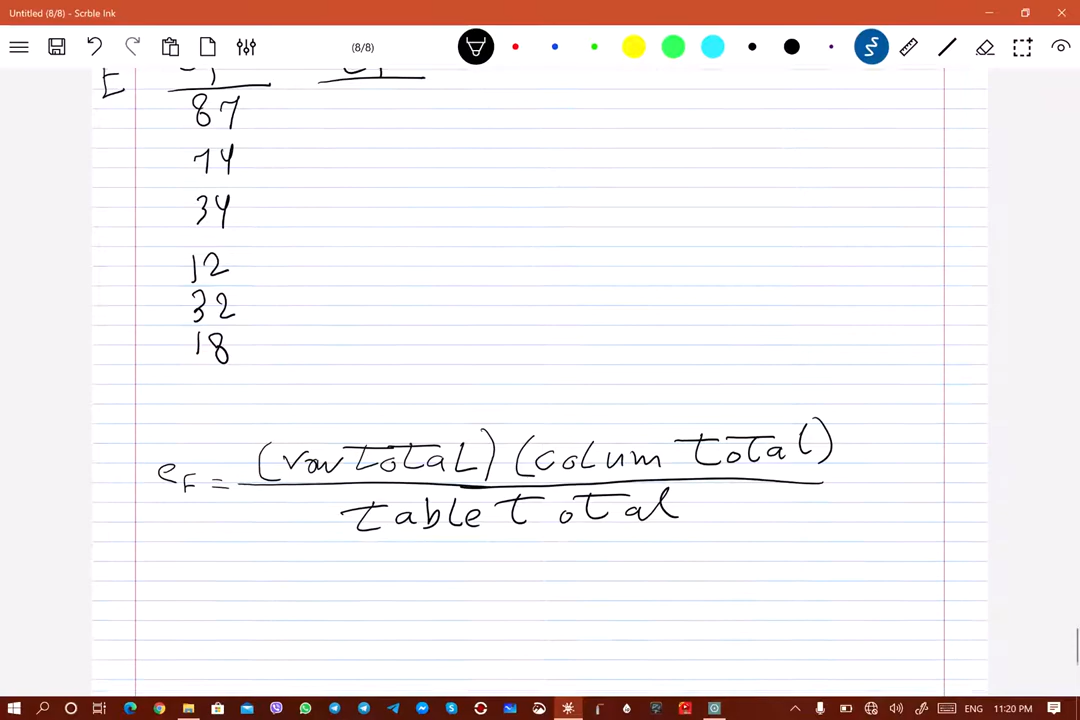 Untitled (8/8) - Scrble Ink
(8/8)
E
87
74
34
12
32
18
eF = (row total) (colum total)
table total
ENG 11:20 PM